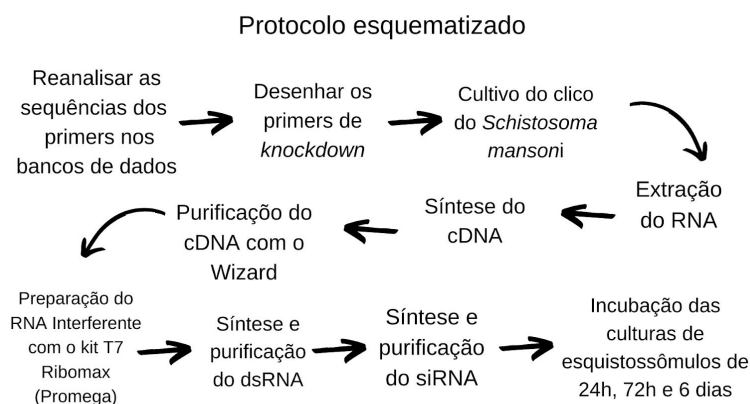 Protocolo esquematizado
Reanalisar as
sequências dos
primers nos
bancos de dados
Desenhar os
primers de
knockdown
Cultivo do clico
do Schistosoma
mansoni
Extração
do RNA
Síntese do
cDNA
Purificação do
cDNA com o
Wizard
Preparação do
RNA Interferente
com o kit T7
Ribomax
(Promega)
Síntese e
purificação
do dsRNA
Síntese e
purificação
do siRNA
Incubação das
culturas de
esquistossômulos de
24h, 72h e 6 dias